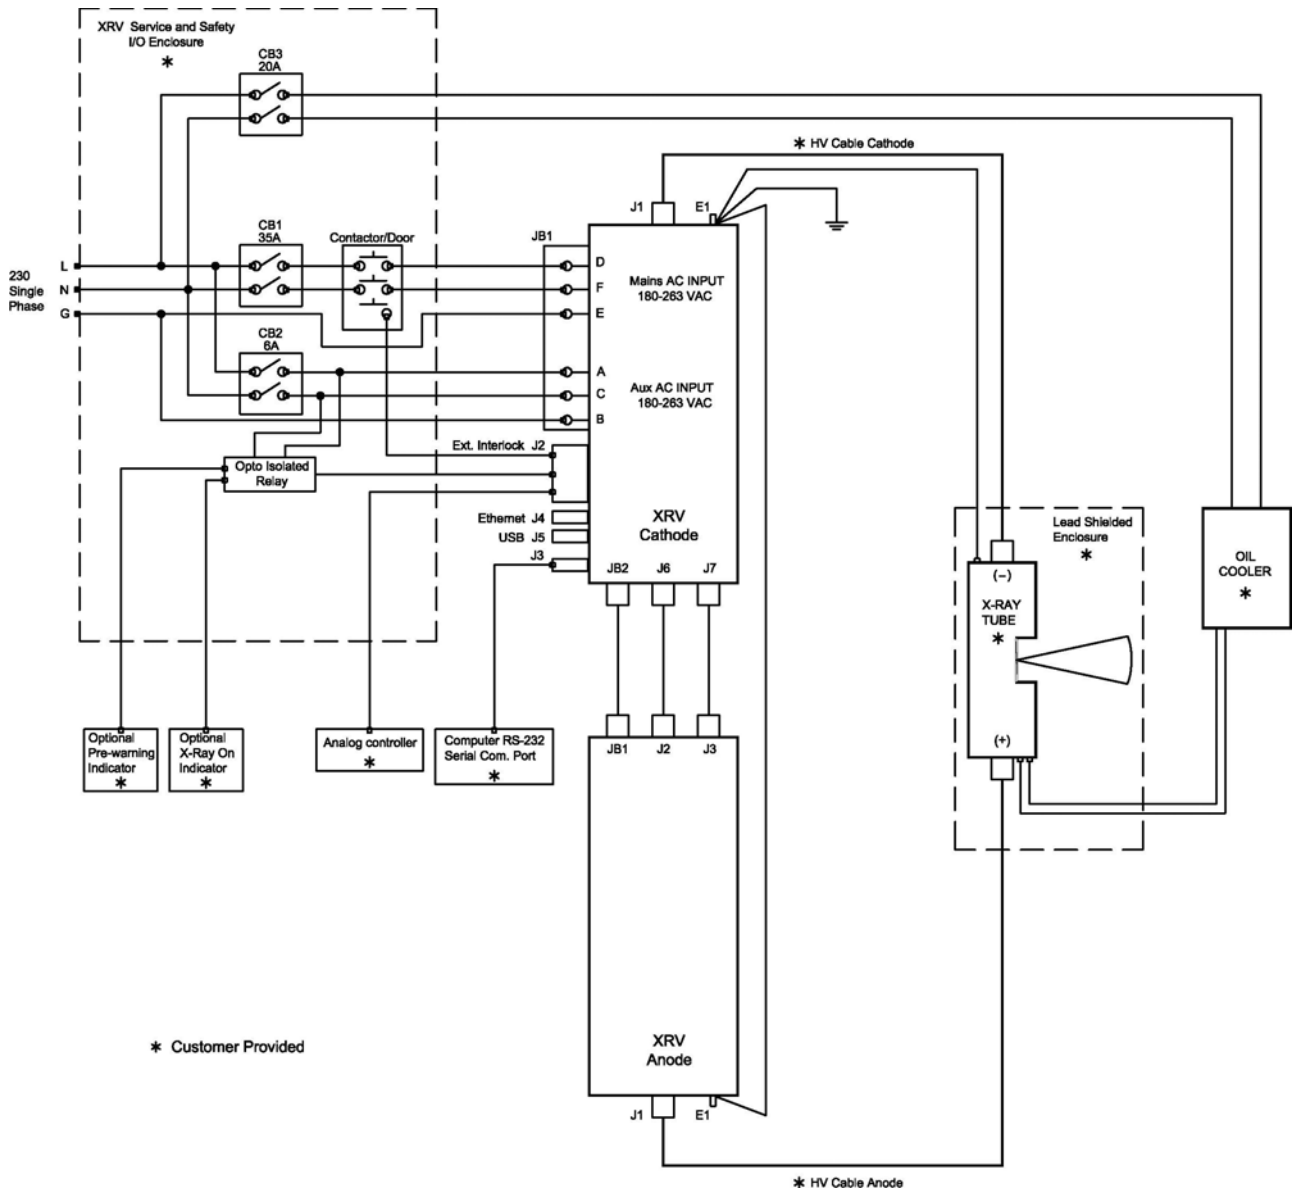 XRV Service and Safety
I/O Enclosure
*
CB3
20A
* HV Cable Cathode
J1
E1
CB1
35A
Contactor/Door
JB1
230
Single
Phase
L
N
G
D
F
E
Mains AC INPUT
180-263 VAC
CB2
6A
A
C
B
Aux AC INPUT
180-263 VAC
Ext. Interlock J2
Opto Isolated
Relay
Ethernet J4
USB J5
J3
XRV
Cathode
JB2
J6
J7
Lead Shielded
Enclosure
*
(−)
X-RAY
TUBE
*
(+)
OIL
COOLER
*
Optional
Pre-warning
Indicator
*
Optional
X-Ray On
Indicator
*
Analog controller
*
Computer RS-232
Serial Com. Port
*
JB1
J2
J3
XRV
Anode
* Customer Provided
J1
E1
* HV Cable Anode